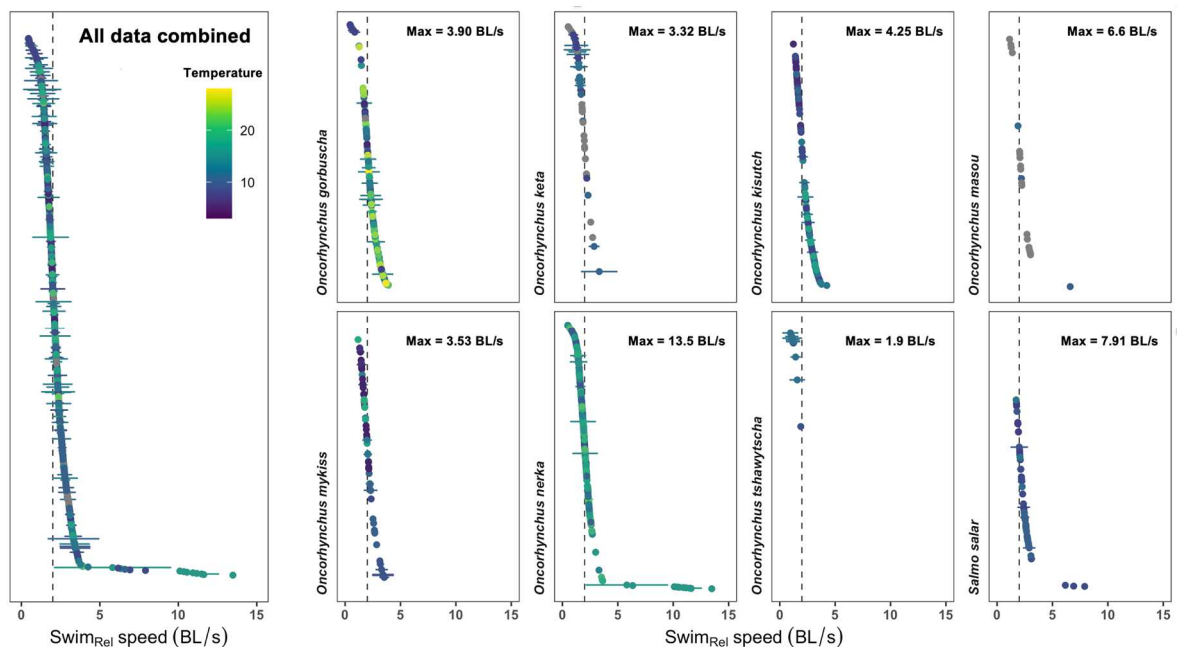 All data combined
Temperature
20
10
0
5
10
15
SwimRel speed (BL/s)
Max = 3.90 BL/s
Oncorhynchus gorbuscha
Max = 3.32 BL/s
Oncorhynchus keta
Max = 4.25 BL/s
Oncorhynchus kisutch
Max = 6.6 BL/s
Oncorhynchus masou
Max = 3.53 BL/s
Oncorhynchus mykiss
0
5
10
15
Max = 13.5 BL/s
Oncorhynchus nerka
0
5
10
15
Max = 1.9 BL/s
Oncorhynchus tshawytscha
0
5
10
15
Max = 7.91 BL/s
Salmo salar
0
5
10
15
SwimRel speed (BL/s)